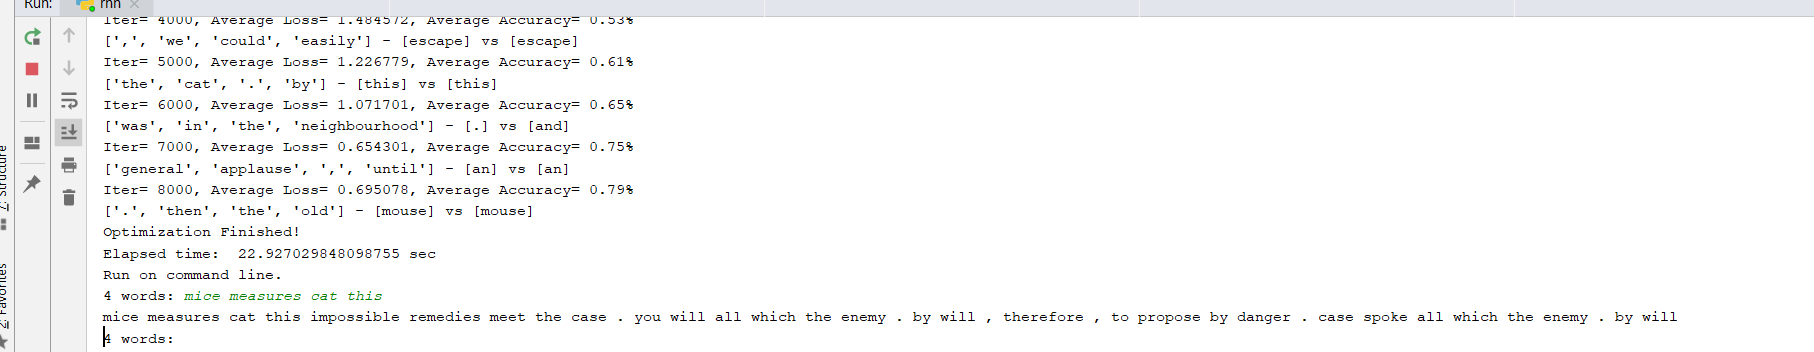 Run: rnn
Iter= 4000, Average Loss= 1.484572, Average Accuracy= 0.53%
[',', 'we', 'could', 'easily'] - [escape] vs [escape]
Iter= 5000, Average Loss= 1.226779, Average Accuracy= 0.61%
['the', 'cat', '.', 'by'] - [this] vs [this]
Iter= 6000, Average Loss= 1.071701, Average Accuracy= 0.65%
['was', 'in', 'the', 'neighbourhood'] - [.] vs [and]
Iter= 7000, Average Loss= 0.654301, Average Accuracy= 0.75%
['general', 'applause', ',', 'until'] - [an] vs [an]
Iter= 8000, Average Loss= 0.695078, Average Accuracy= 0.79%
['.', 'then', 'the', 'old'] - [mouse] vs [mouse]
Optimization Finished!
Elapsed time:  22.927029848098755 sec
Run on command line.
4 words: mice measures cat this
mice measures cat this impossible remedies meet the case . you will all which the enemy . by will , therefore , to propose by danger . case spoke all which the enemy . by will
4 words:
7: Structure
2: Favorites